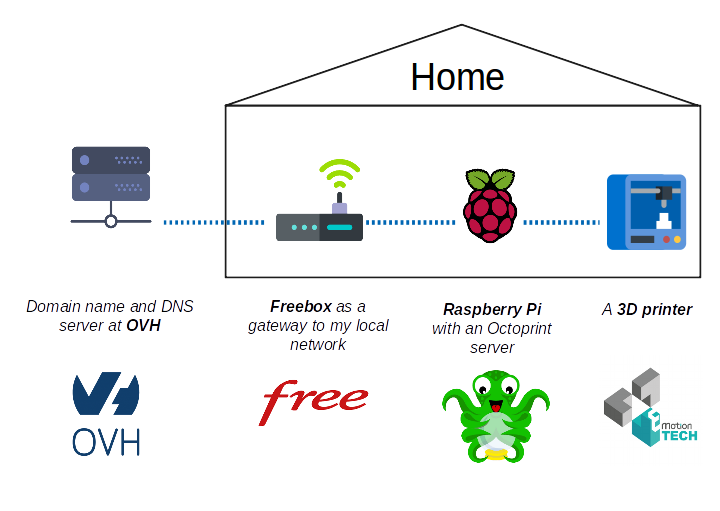 Home
Domain name and DNS
server at OVH
Freebox as a
gateway to my local
network
Raspberry Pi
with an Octoprint
server
A 3D printer
OVH
free
motion
TECH